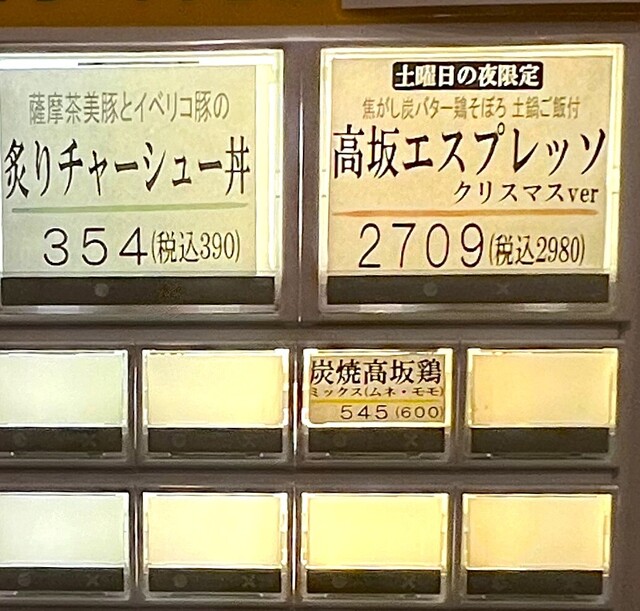 薩摩茶美豚とイベリコ豚の
炙りチャーシュー丼
354(税込390)
土曜日の夜限定
焦がし炭バター鶏そぼろ 土鍋ご飯付
高坂エスプレッソ
クリスマスver
2709(税込2980)
炭焼高坂鶏
ミックス(ムネ・モモ)
545(600)